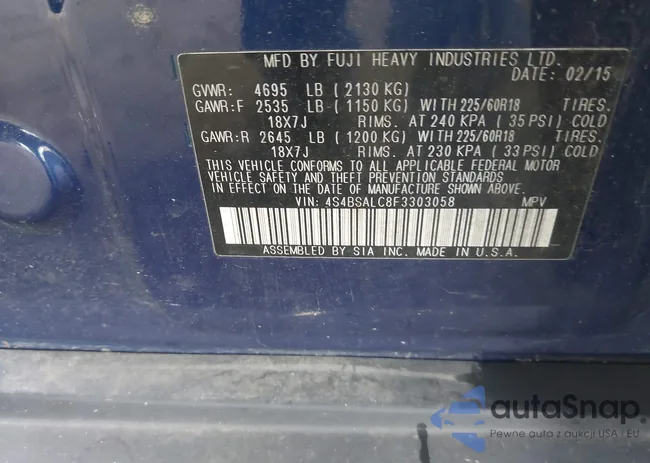 MFD BY FUJI HEAVY INDUSTRIES LTD.
DATE: 02/15
GVWR: 4695 LB ( 2130 KG)
GAWR:F 2535 LB ( 1150 KG) WITH 225/60R18 TIRES.
18X7J RIMS. AT 240 KPA ( 35 PSI) COLD
GAWR:R 2645 LB ( 1200 KG) WITH 225/60R18 TIRES.
18X7J RIMS. AT 230 KPA ( 33 PSI) COLD
THIS VEHICLE CONFORMS TO ALL APPLICABLE FEDERAL MOTOR
VEHICLE SAFETY AND THEFT PREVENTION STANDARDS
IN EFFECT ON THE DATE OF MANUFACTURE SHOWN ABOVE.
VIN: 4S4BSALC8F3303058 MPV
ASSEMBLED BY SIA INC. MADE IN U.S.A.
autoSnap.
Pewne auta z aukcji USA i EU